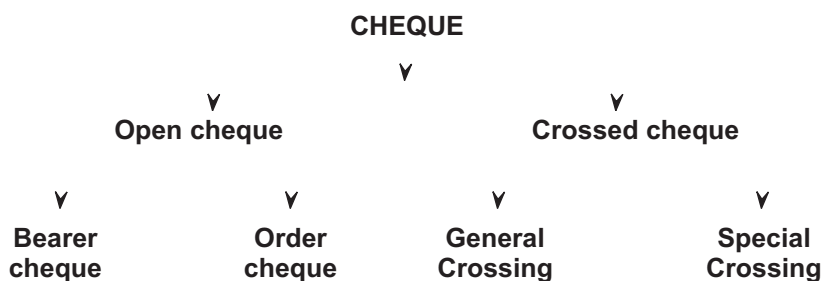 CHEQUE
Open cheque Crossed cheque
Bearer Order General Special
cheque cheque Crossing Crossing